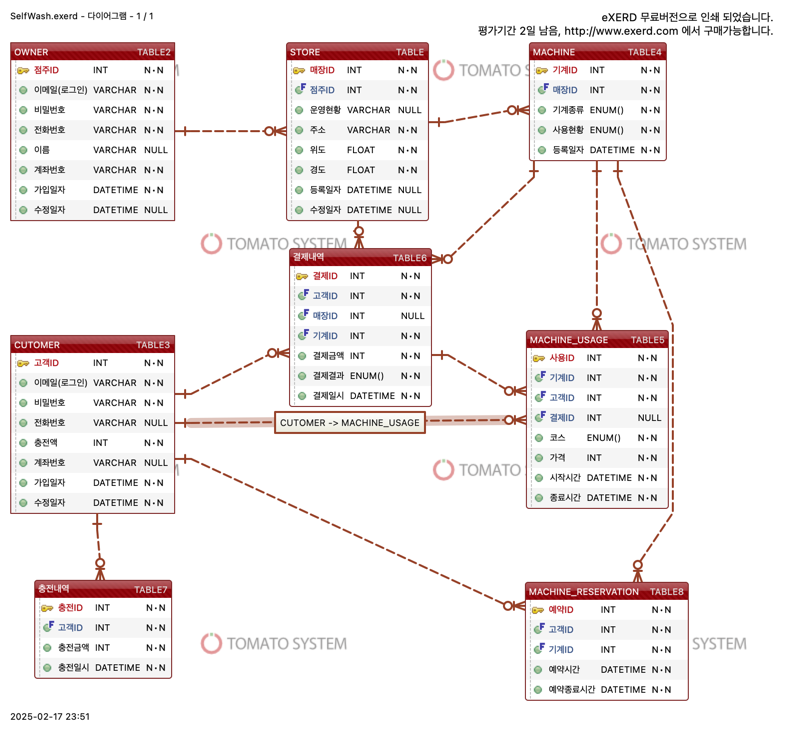 SelfWash.exerd - 다이어그램 - 1 / 1
eXERD 무료버전으로 인쇄 되었습니다.
평가기간 2일 남음, http://www.exerd.com 에서 구매가능합니다.
OWNER TABLE2
점주ID INT N·N
이메일(로그인) VARCHAR N·N
비밀번호 VARCHAR N·N
전화번호 VARCHAR N·N
이름 VARCHAR NULL
계좌번호 VARCHAR N·N
가입일자 DATETIME N·N
수정일자 DATETIME NULL
STORE TABLE
매장ID INT N·N
점주ID INT N·N
운영현황 VARCHAR NULL
주소 VARCHAR N·N
위도 FLOAT N·N
경도 FLOAT N·N
등록일자 DATETIME NULL
수정일자 DATETIME NULL
MACHINE TABLE4
기계ID INT N·N
매장ID INT N·N
기계종류 ENUM() N·N
사용현황 ENUM() N·N
등록일자 DATETIME N·N
TOMATO SYSTEM
TOMATO SYSTEM
TOMATO SYSTEM
결제내역 TABLE6
결제ID INT N·N
고객ID INT N·N
매장ID INT NULL
기계ID INT N·N
결제금액 INT N·N
결제결과 ENUM() N·N
결제일시 DATETIME N·N
CUTOMER TABLE3
고객ID INT N·N
이메일(로그인) VARCHAR N·N
비밀번호 VARCHAR N·N
전화번호 VARCHAR NULL
충전액 INT N·N
계좌번호 VARCHAR NULL
가입일자 DATETIME N·N
수정일자 DATETIME N·N
MACHINE_USAGE TABLE5
사용ID INT N·N
기계ID INT N·N
고객ID INT N·N
결제ID INT NULL
코스 ENUM() N·N
가격 INT N·N
시작시간 DATETIME N·N
종료시간 DATETIME N·N
CUTOMER -> MACHINE_USAGE
TOMATO SYSTEM
충전내역 TABLE7
충전ID INT N·N
고객ID INT N·N
충전금액 INT N·N
충전일시 DATETIME N·N
TOMATO SYSTEM
MACHINE_RESERVATION TABLE8
예약ID INT N·N
고객ID INT N·N
기계ID INT N·N
예약시간 DATETIME N·N
예약종료시간 DATETIME N·N
SYSTEM
2025-02-17 23:51